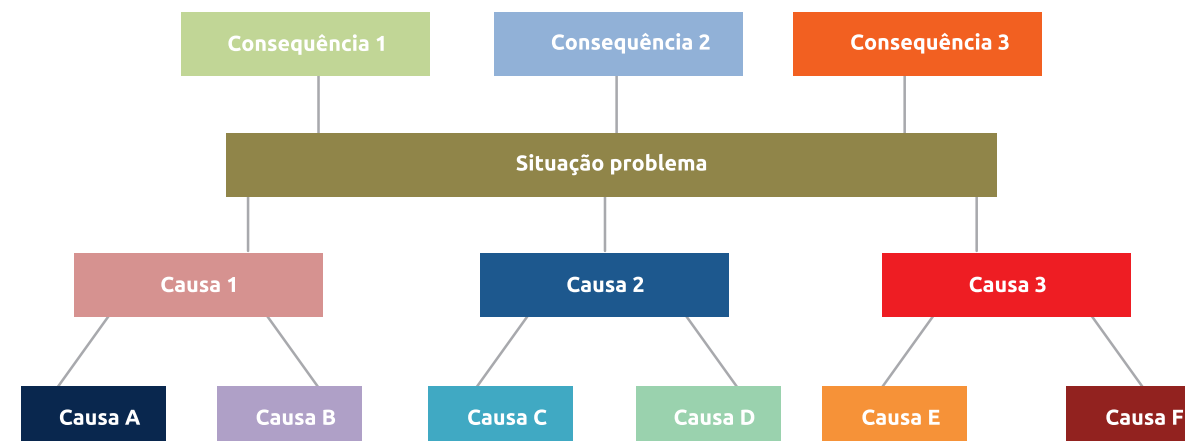 Consequência 1
Consequência 2
Consequência 3
Situação problema
Causa 1
Causa 2
Causa 3
Causa A
Causa B
Causa C
Causa D
Causa E
Causa F